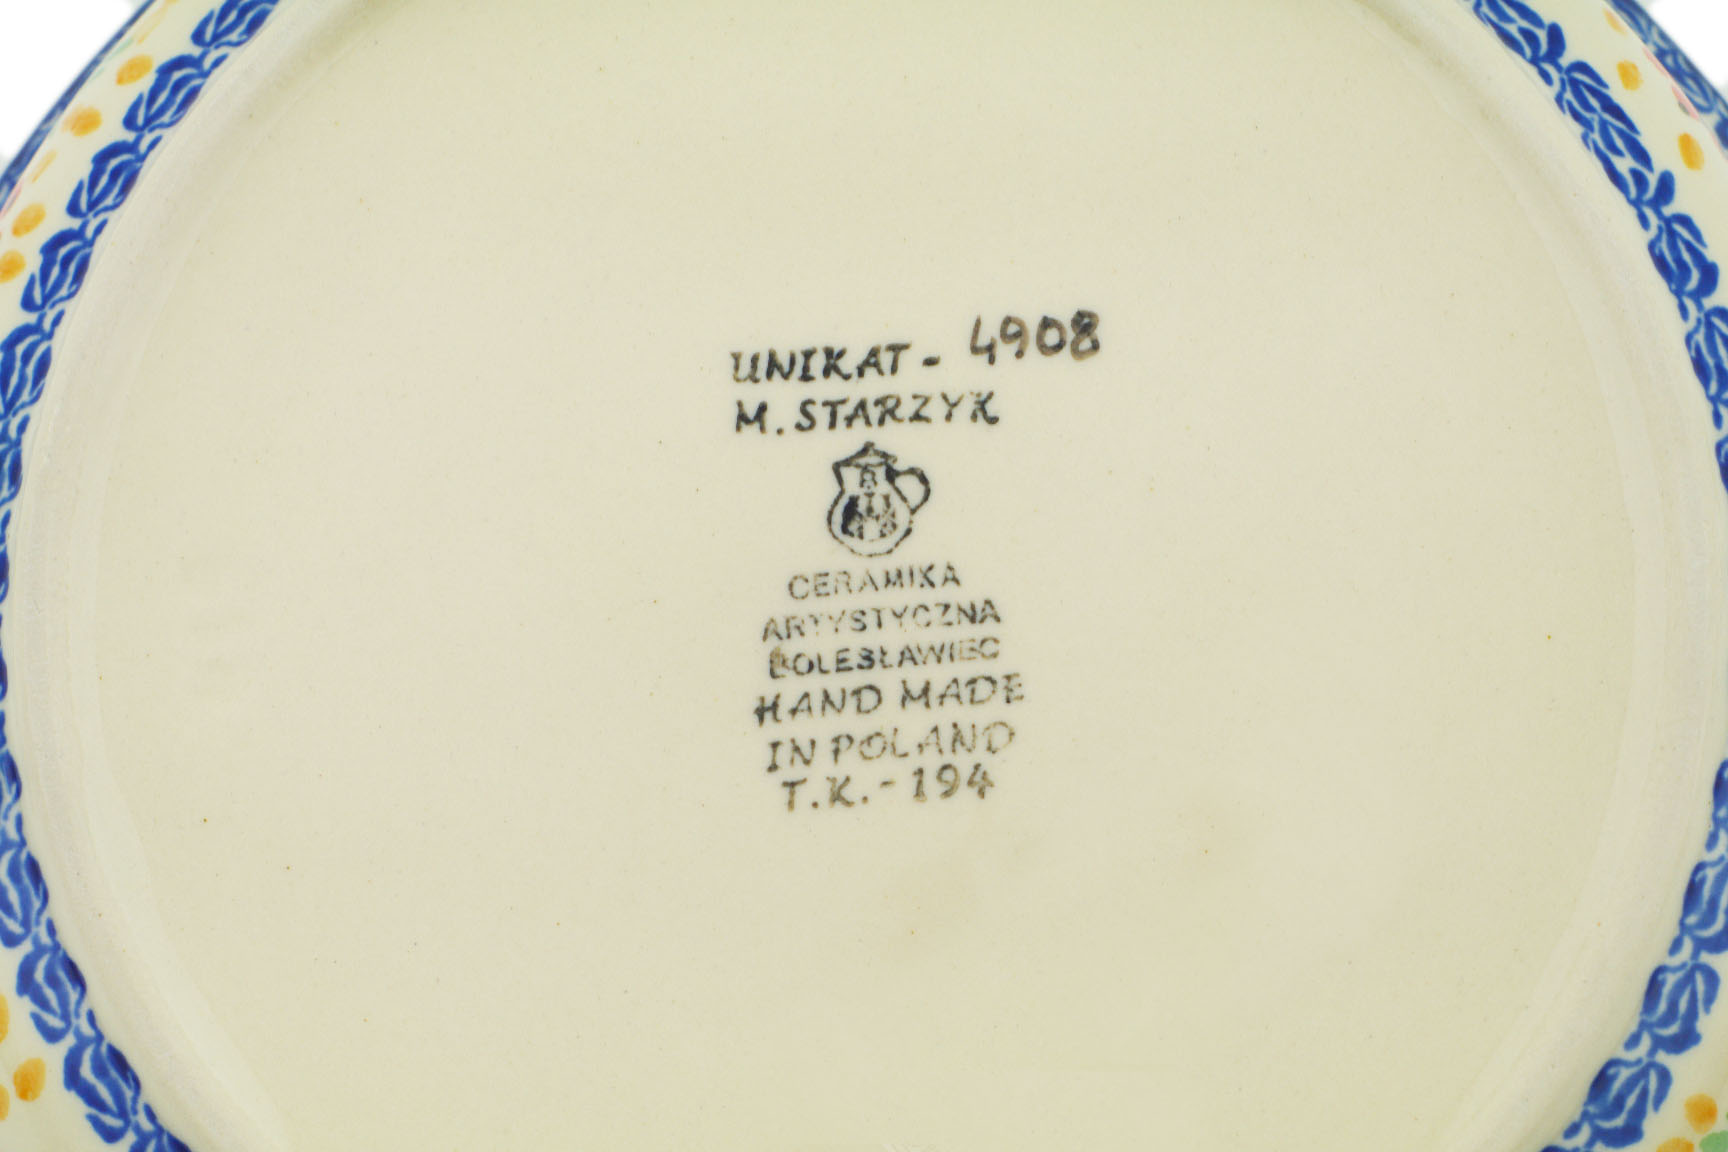 UNIKAT - 4908
M. STARZYK
CERAMIKA
ARTYSTYCZNA
BOLESŁAWIEC
HAND MADE
IN POLAND
T.K. - 194